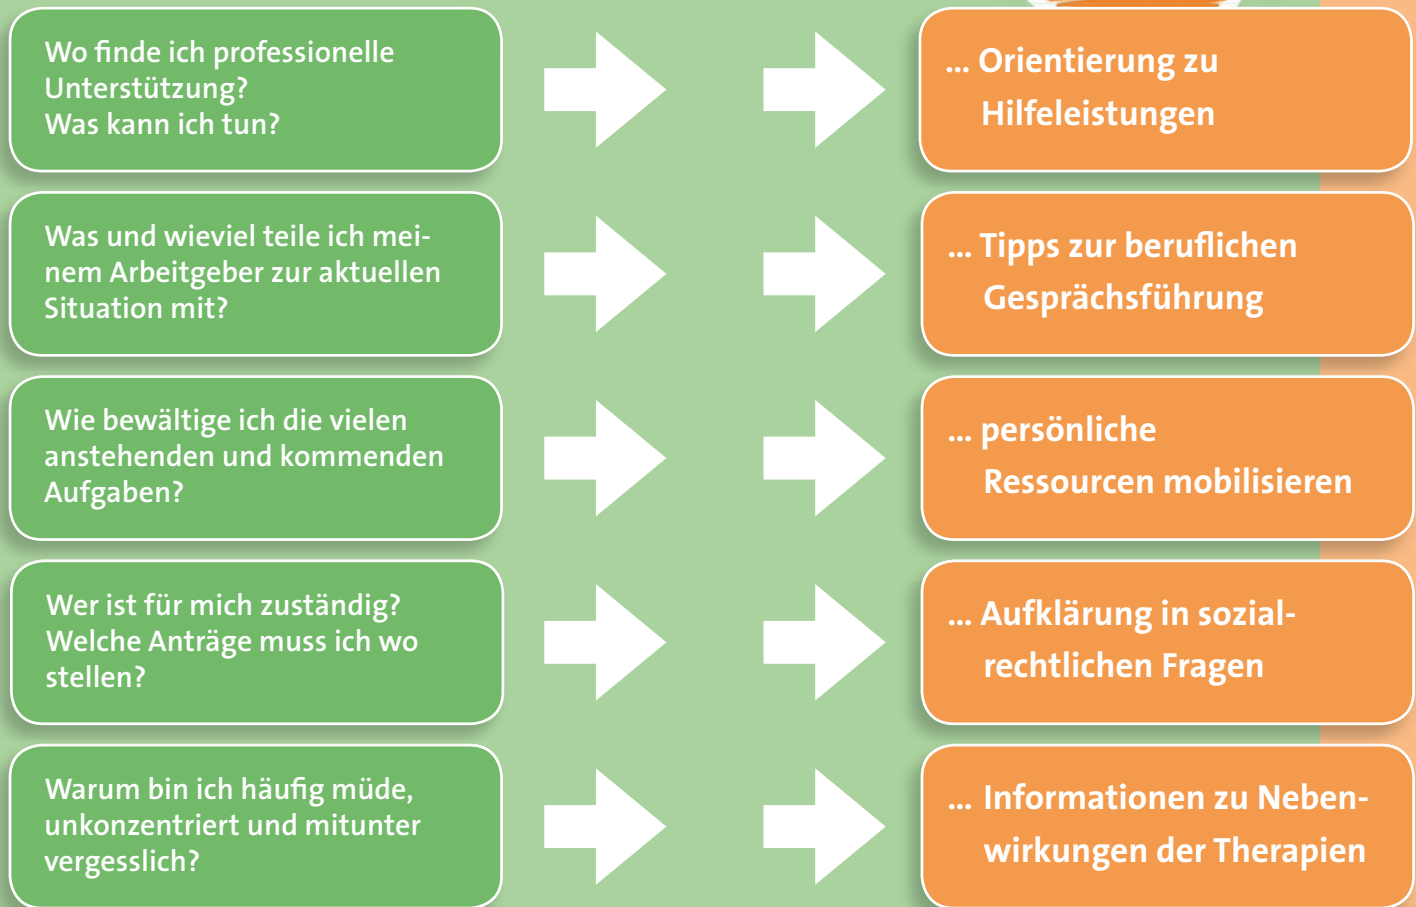 Wo finde ich professionelle
Unterstützung?
Was kann ich tun?
... Orientierung zu
Hilfeleistungen
Was und wieviel teile ich mei-
nem Arbeitgeber zur aktuellen
Situation mit?
... Tipps zur beruflichen
Gesprächsführung
Wie bewältige ich die vielen
anstehenden und kommenden
Aufgaben?
... persönliche
Ressourcen mobilisieren
Wer ist für mich zuständig?
Welche Anträge muss ich wo
stellen?
... Aufklärung in sozial-
rechtlichen Fragen
Warum bin ich häufig müde,
unkonzentriert und mitunter
vergesslich?
... Informationen zu Neben-
wirkungen der Therapien